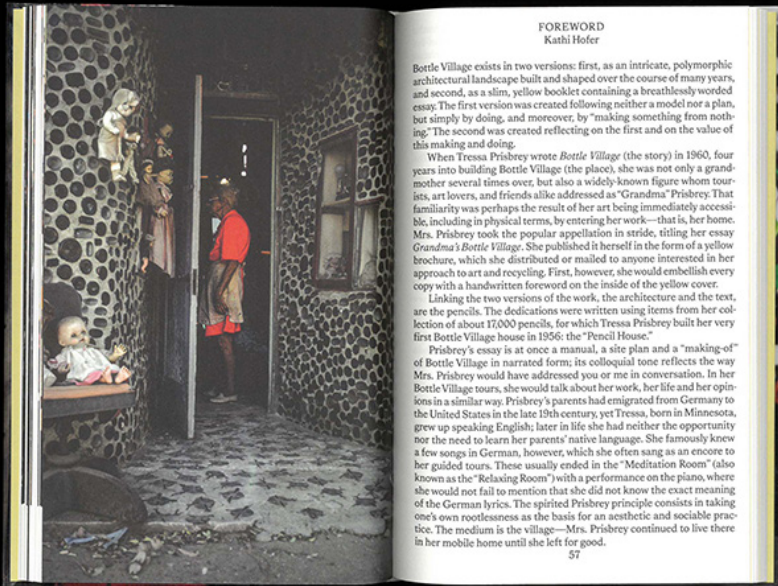 FOREWORD
Kathi Hofer
Bottle Village exists in two versions: first, as an intricate, polymorphic
architectural landscape built and shaped over the course of many years,
and second, as a slim, yellow booklet containing a breathlessly worded
essay. The first version was created following neither a model nor a plan,
but simply by doing, and moreover, by “making something from noth-
ing.” The second was created reflecting on the first and on the value of
this making and doing.
When Tressa Prisbrey wrote Bottle Village (the story) in 1960, four
years into building Bottle Village (the place), she was not only a grand-
mother several times over, but also a widely-known figure whom tour-
ists, art lovers, and friends alike addressed as “Grandma” Prisbrey. That
familiarity was perhaps the result of her art being immediately accessi-
ble, including in physical terms, by entering her work—that is, her home.
Mrs. Prisbrey took the popular appellation in stride, titling her essay
Grandma's Bottle Village. She published it herself in the form of a yellow
brochure, which she distributed or mailed to anyone interested in her
approach to art and recycling. First, however, she would embellish every
copy with a handwritten foreword on the inside of the yellow cover.
Linking the two versions of the work, the architecture and the text,
are the pencils. The dedications were written using items from her col-
lection of about 17,000 pencils, for which Tressa Prisbrey built her very
first Bottle Village house in 1956: the “Pencil House.”
Prisbrey's essay is at once a manual, a site plan and a “making-of”
of Bottle Village in narrated form; its colloquial tone reflects the way
Mrs. Prisbrey would have addressed you or me in conversation. In her
Bottle Village tours, she would talk about her work, her life and her opin-
ions in a similar way. Prisbrey's parents had emigrated from Germany to
the United States in the late 19th century, yet Tressa, born in Minnesota,
grew up speaking English; later in life she had neither the opportunity
nor the need to learn her parents' native language. She famously knew
a few songs in German, however, which she often sang as an encore to
her guided tours. These usually ended in the “Meditation Room” (also
known as the “Relaxing Room”) with a performance on the piano, where
she would not fail to mention that she did not know the exact meaning
of the German lyrics. The spirited Prisbrey principle consists in taking
one's own rootlessness as the basis for an aesthetic and sociable prac-
tice. The medium is the village—Mrs. Prisbrey continued to live there
in her mobile home until she left for good.
57